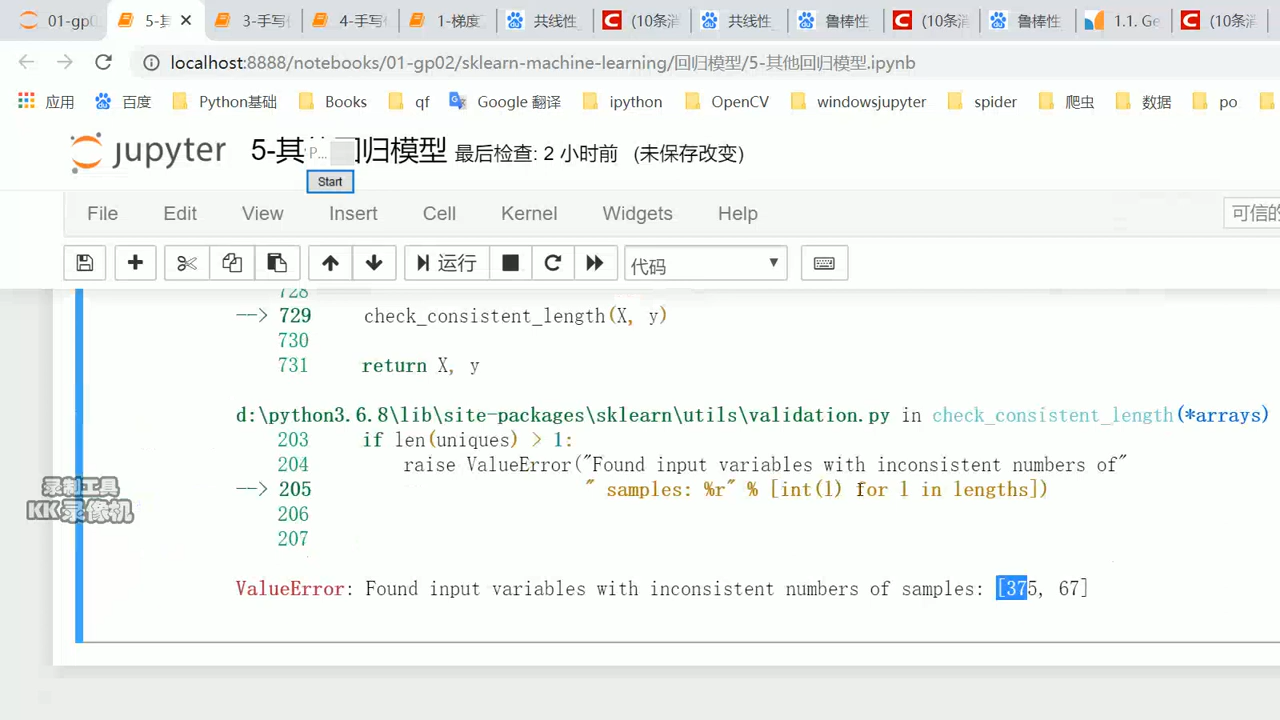 01-gp0
5-其
3-手写
4-手写
1-梯度
共线性
(10条消
共线性
鲁棒性
(10条消
鲁棒性
1.1. Ge
(10条消
localhost:8888/notebooks/01-gp02/sklearn-machine-learning/回归模型/5-其他回归模型.ipynb
应用 百度 Python基础 Books qf Google 翻译 ipython OpenCV windowsjupyter spider 爬虫 数据 po
jupyter 5-其 回归模型 最后检查: 2 小时前 (未保存改变)
P...
Start
File Edit View Insert Cell Kernel Widgets Help 可信的
运行 代码
728
--> 729 check_consistent_length(X, y)
730
731 return X, y
d:\python3.6.8\lib\site-packages\sklearn\utils\validation.py in check_consistent_length(*arrays)
203 if len(uniques) > 1:
204 raise ValueError("Found input variables with inconsistent numbers of"
--> 205 " samples: %r" % [int(l) for l in lengths])
206
207
ValueError: Found input variables with inconsistent numbers of samples: [375, 67]
录制工具
KK录像机